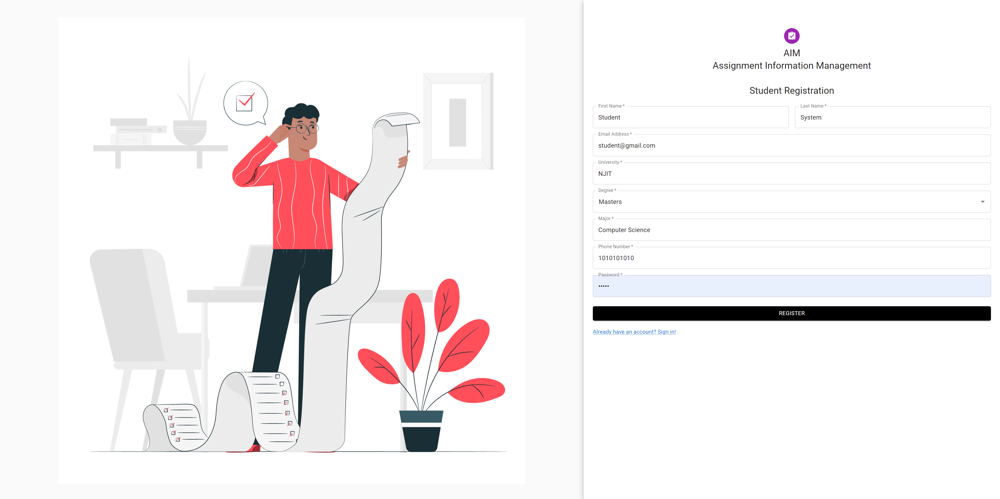 AIM
Assignment Information Management
Student Registration
First Name *
Student
Last Name *
System
Email Address *
student@gmail.com
University *
NJIT
Degree *
Masters
Major *
Computer Science
Phone Number *
1010101010
Password *
•••••
REGISTER
Already have an account? Sign in!